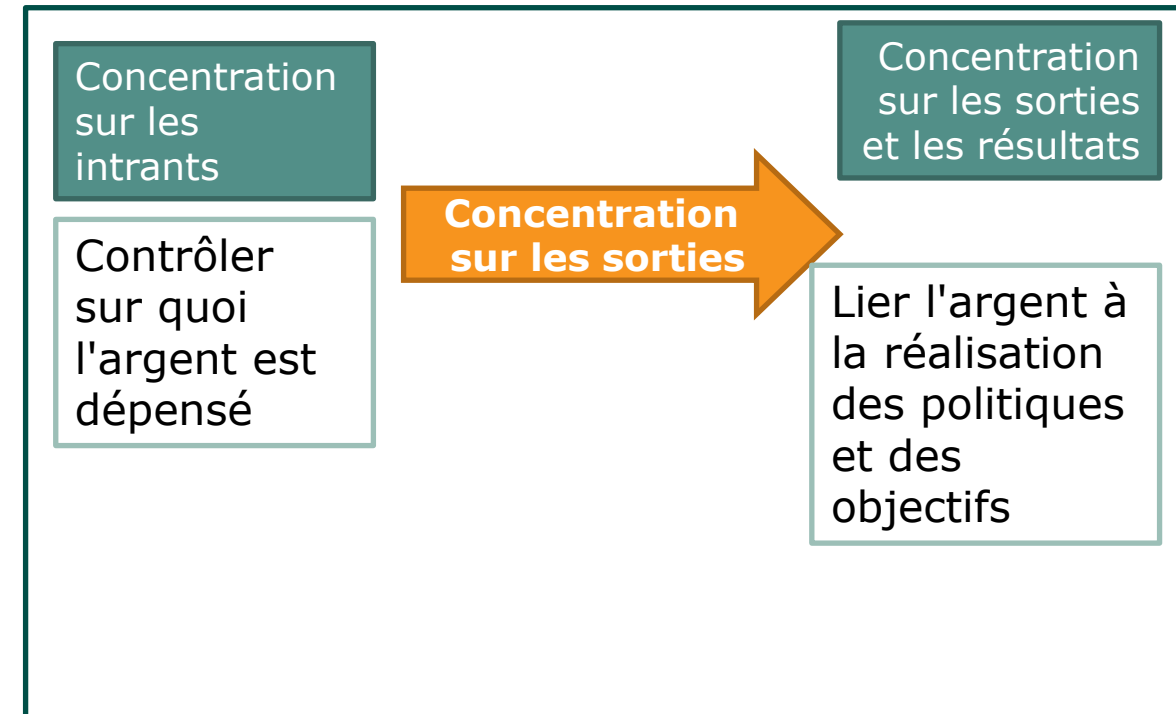 Concentration
sur les
intrants
Contrôler
sur quoi
l'argent est
dépensé
Concentration
sur les sorties
Concentration
sur les sorties
et les résultats
Lier l'argent à
la réalisation
des politiques
et des
objectifs